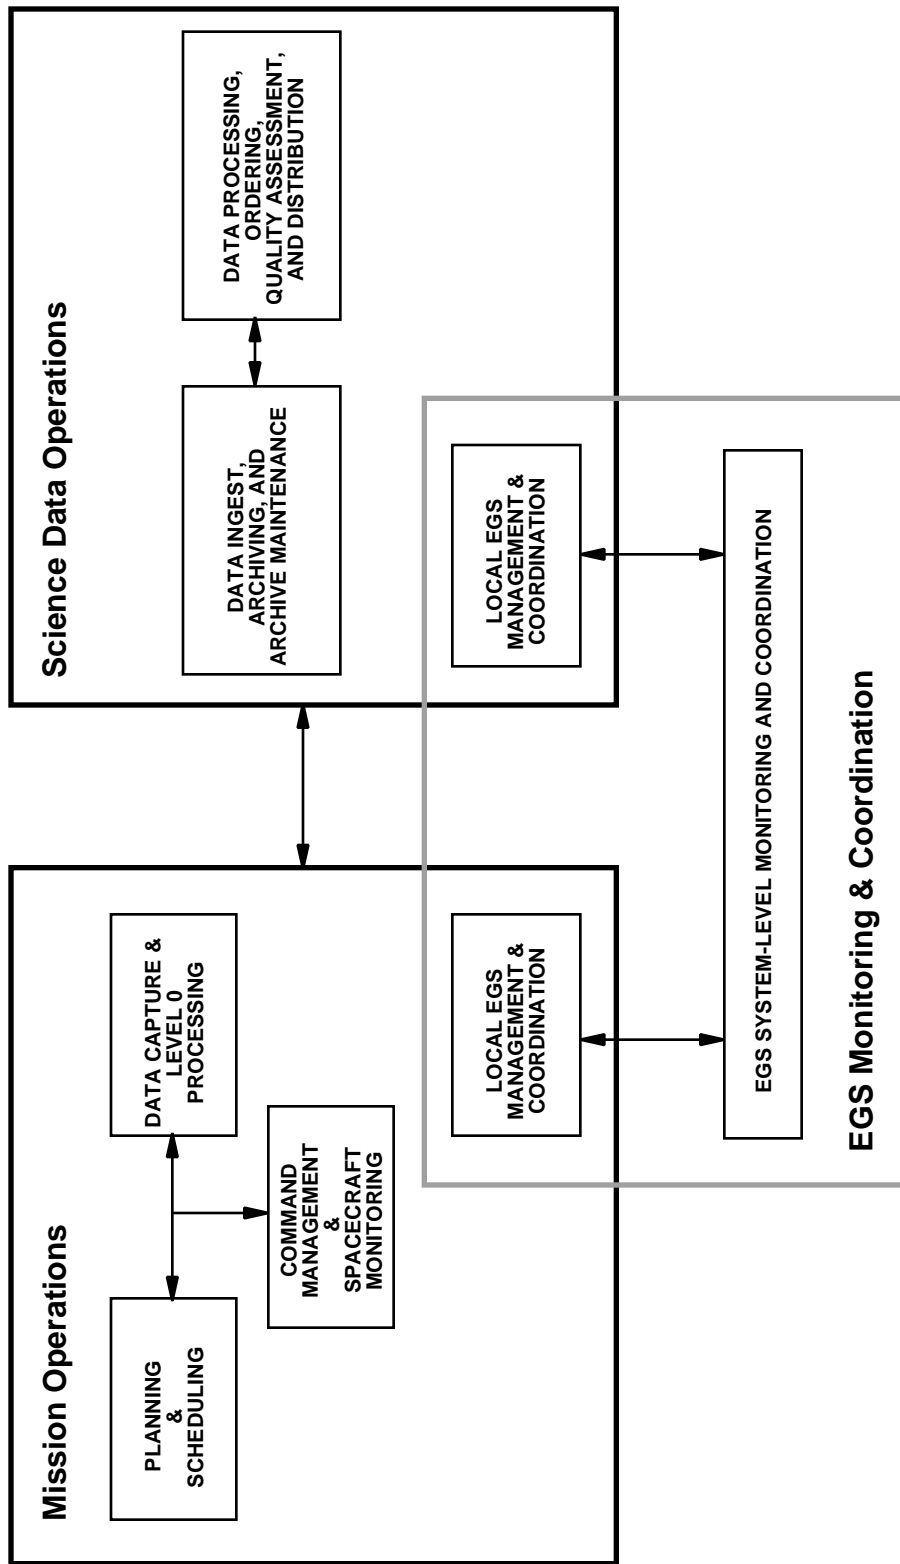 Mission Operations
PLANNING
&
SCHEDULING
DATA CAPTURE &
LEVEL 0
PROCESSING
COMMAND
MANAGEMENT
&
SPACECRAFT
MONITORING
LOCAL EGS
MANAGEMENT &
COORDINATION
Science Data Operations
DATA INGEST,
ARCHIVING, AND
ARCHIVE MAINTENANCE
DATA PROCESSING,
ORDERING,
QUALITY ASSESSMENT,
AND DISTRIBUTION
LOCAL EGS
MANAGEMENT &
COORDINATION
EGS SYSTEM-LEVEL MONITORING AND COORDINATION
EGS Monitoring & Coordination